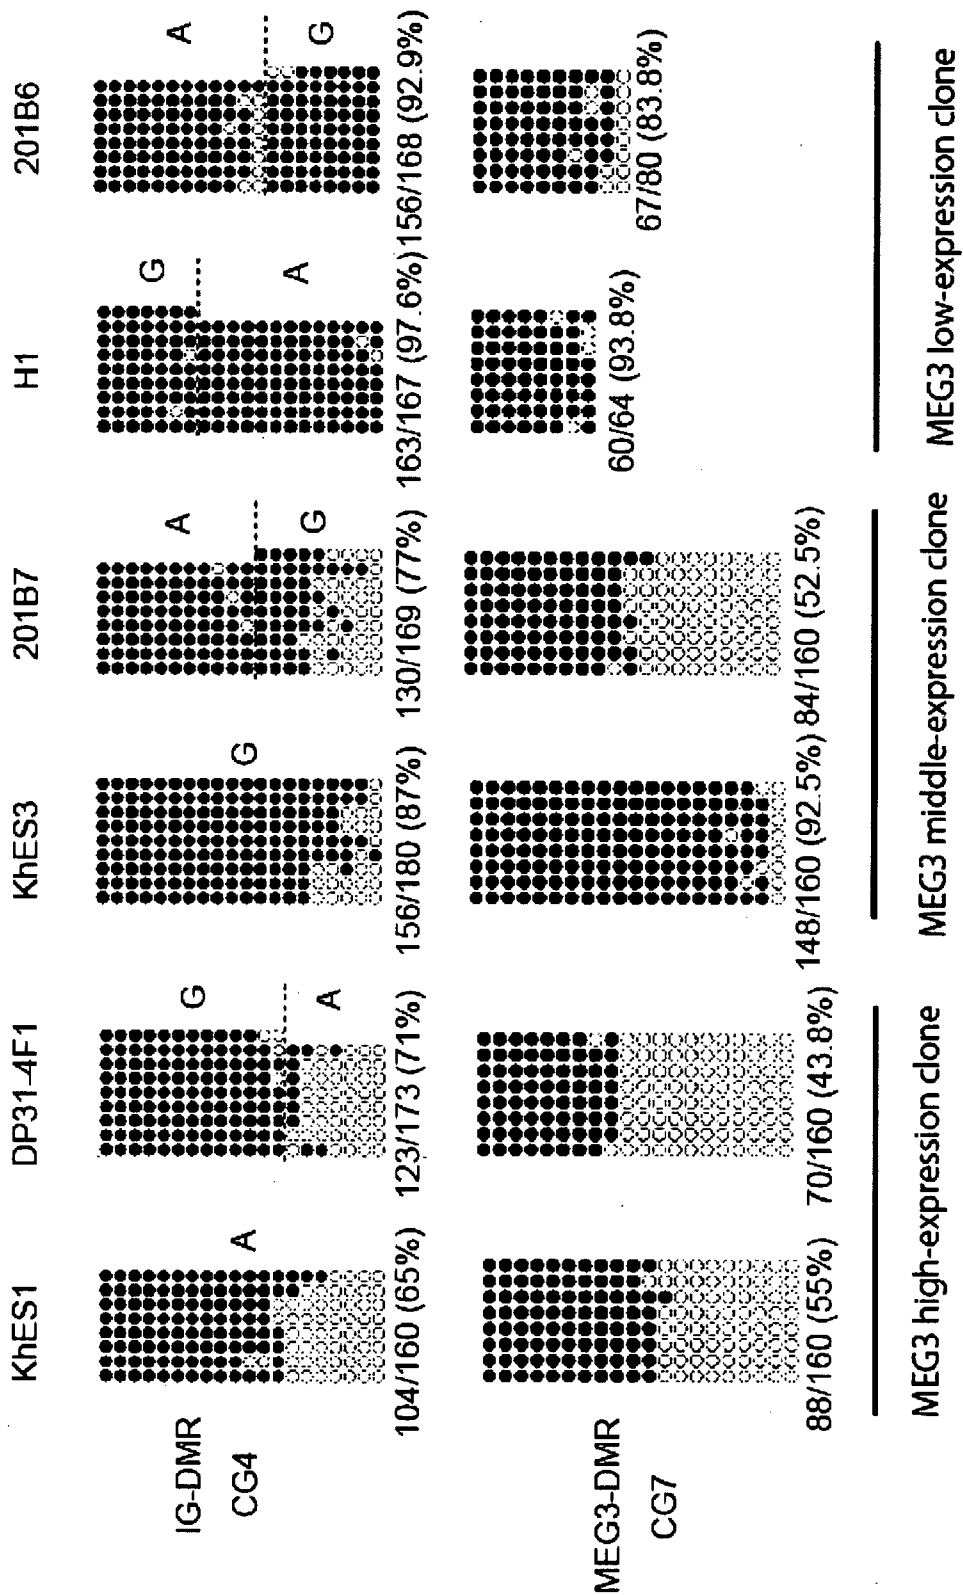 KhES1 DP31-4F1 KhES3 201B7 H1 201B6
IG-DMR
CG4
A G A G A G G A A G
104/160 (65%) 123/173 (71%) 156/180 (87%) 130/169 (77%) 163/167 (97.6%) 156/168 (92.9%)
MEG3-DMR
CG7
88/160 (55%) 70/160 (43.8%) 148/160 (92.5%) 84/160 (52.5%) 60/64 (93.8%) 67/80 (83.8%)
MEG3 high-expression clone MEG3 middle-expression clone MEG3 low-expression clone